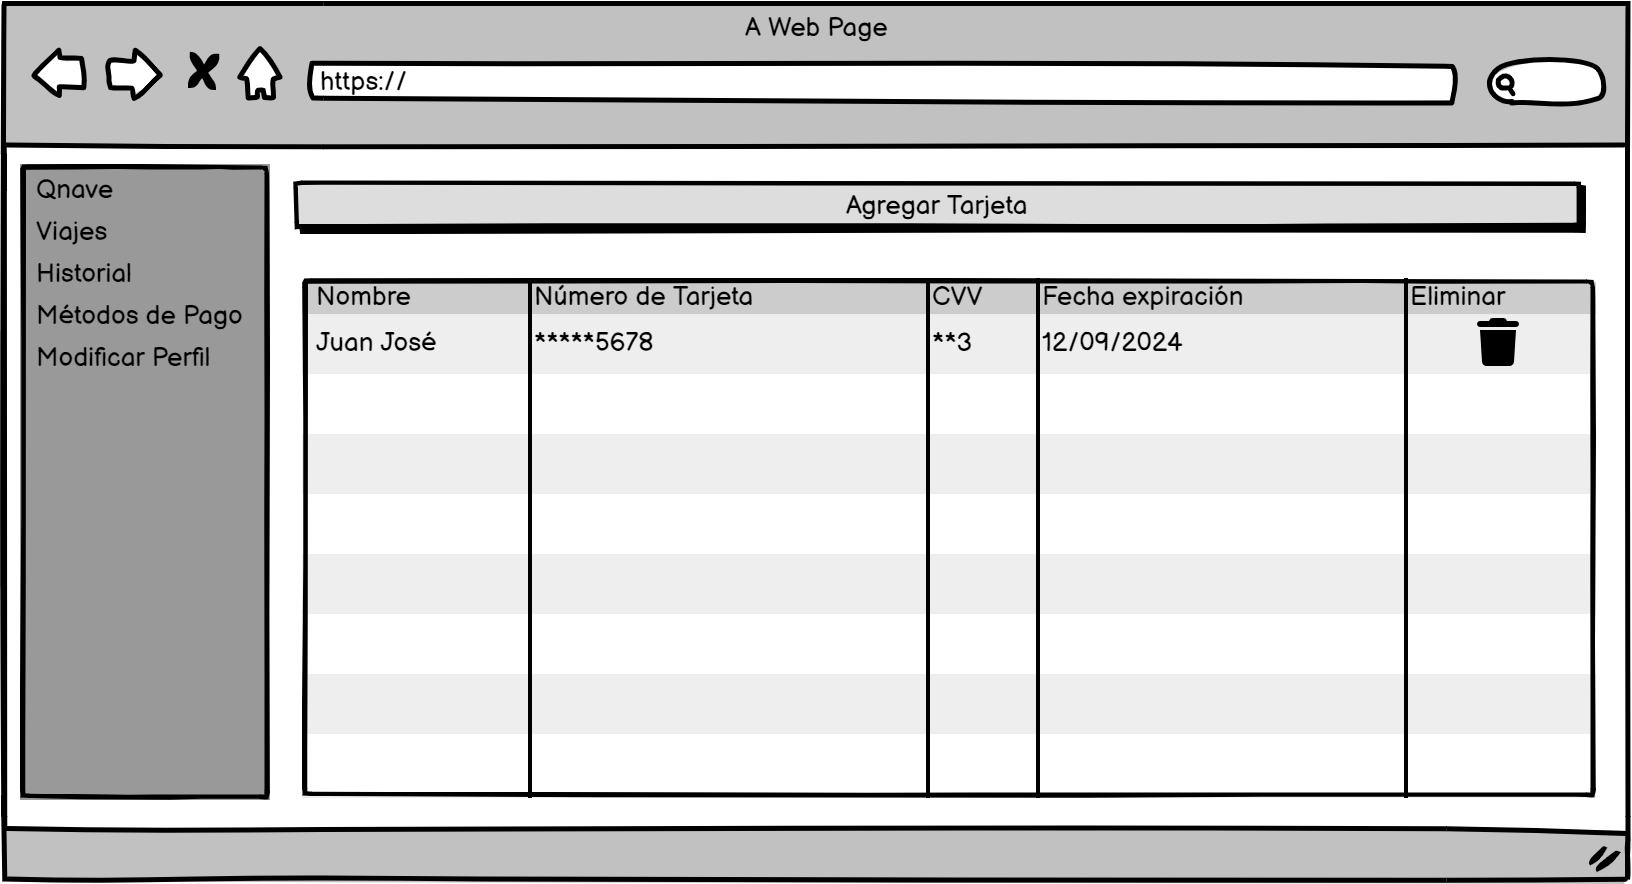 A Web Page
https://
Qnave
Viajes
Historial
Métodos de Pago
Modificar Perfil
Agregar Tarjeta
Nombre Número de Tarjeta CVV Fecha expiración Eliminar
Juan José *****5678 **3 12/09/2024